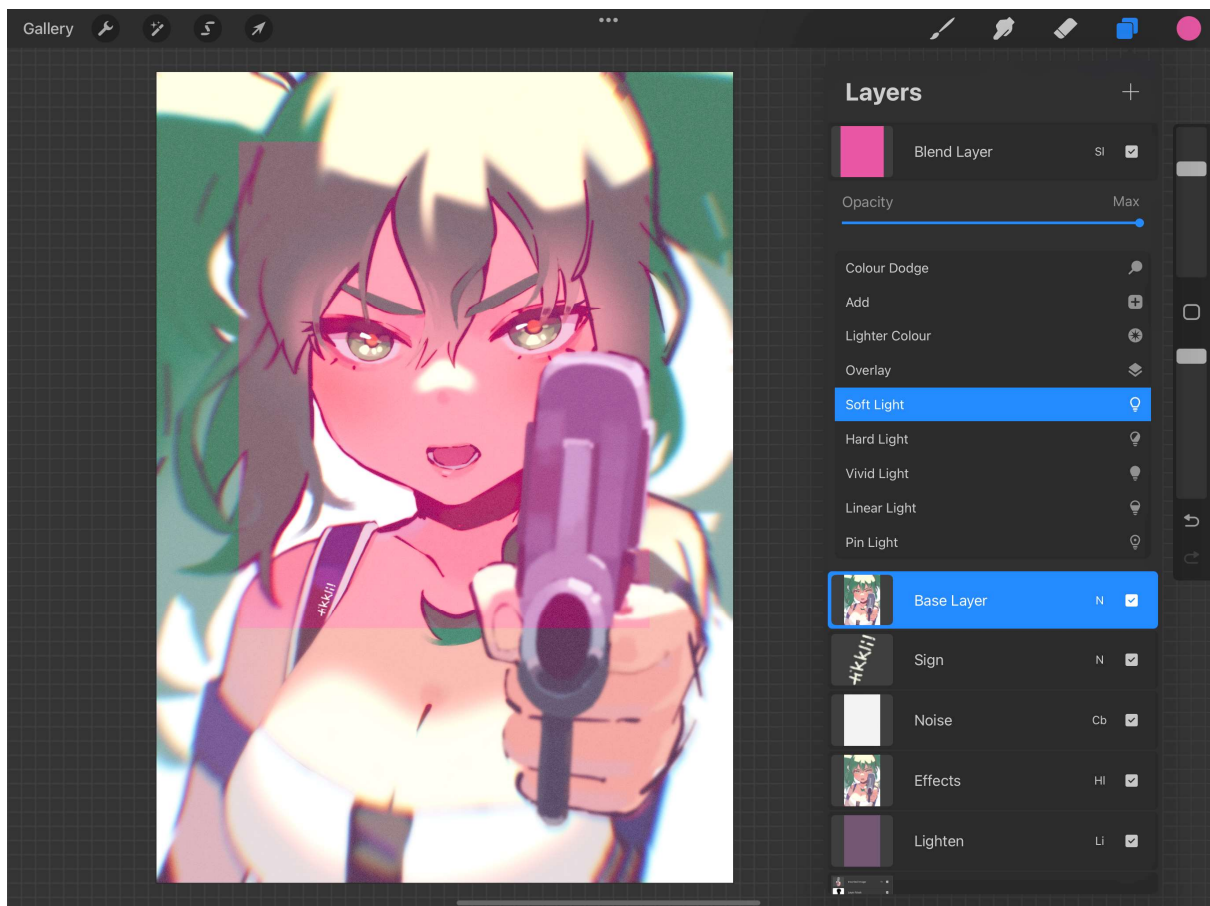 Gallery
Layers
Blend Layer Sl
Opacity Max
Colour Dodge
Add
Lighter Colour
Overlay
Soft Light
Hard Light
Vivid Light
Linear Light
Pin Light
Base Layer N
Sign N
Noise Cb
Effects Hl
Lighten Li